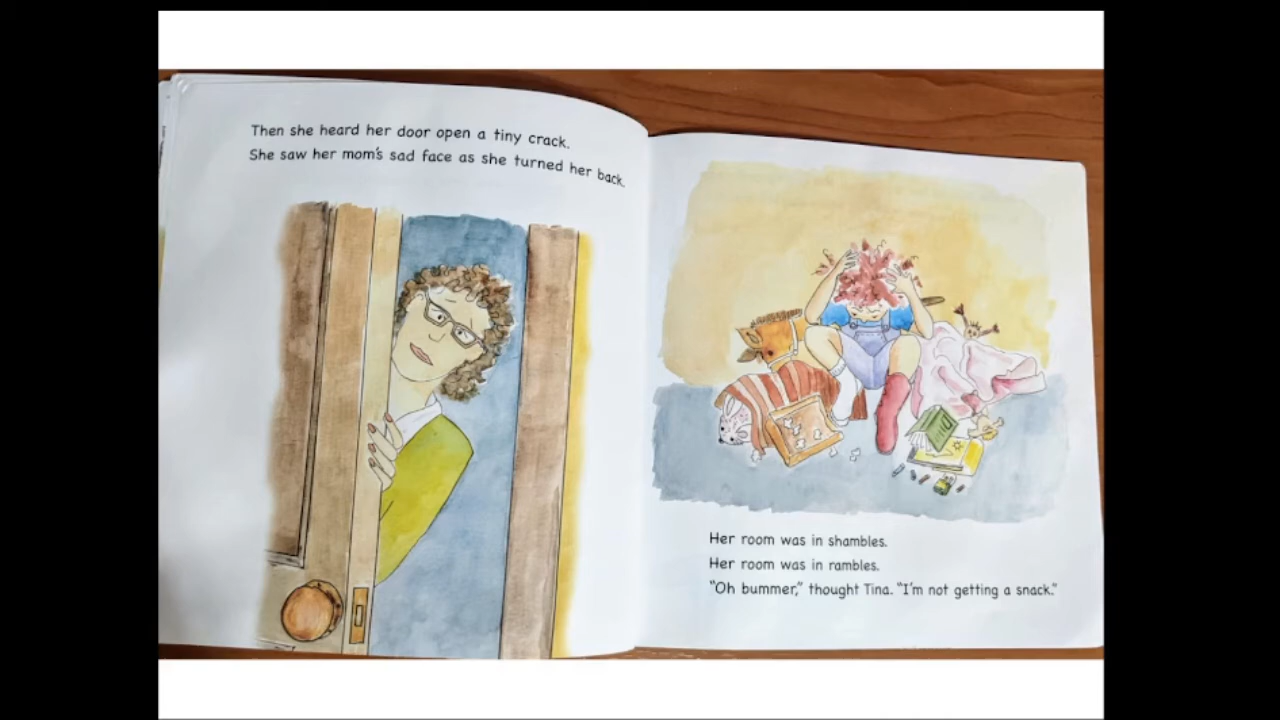 Then she heard her door open a tiny crack.
She saw her mom's sad face as she turned her back.
Her room was in shambles.
Her room was in rambles.
"Oh bummer," thought Tina. "I'm not getting a snack."